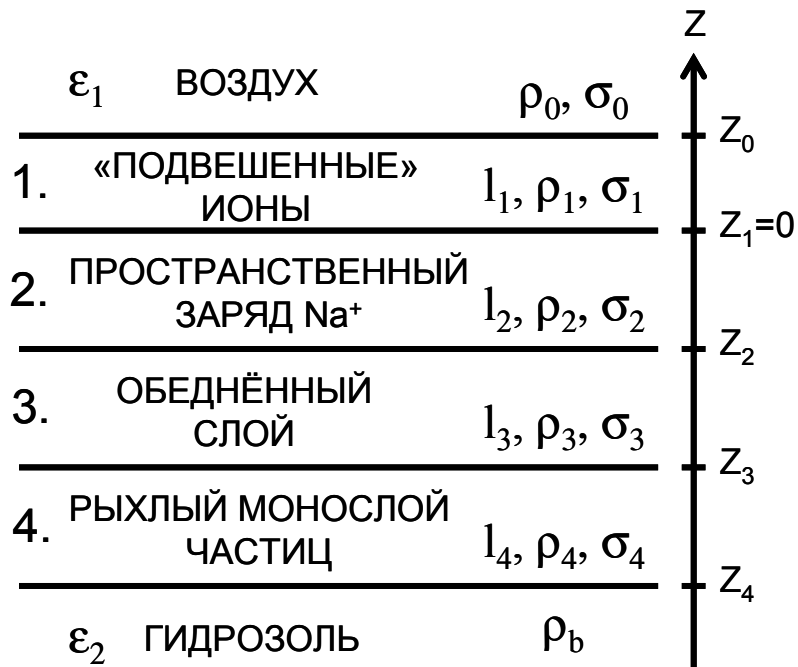 Z
ε₁ ВОЗДУХ ρ₀, σ₀
Z₀
1. «ПОДВЕШЕННЫЕ»
ИОНЫ l₁, ρ₁, σ₁
Z₁=0
2. ПРОСТРАНСТВЕННЫЙ
ЗАРЯД Na⁺ l₂, ρ₂, σ₂
Z₂
3. ОБЕДНЁННЫЙ
СЛОЙ l₃, ρ₃, σ₃
Z₃
4. РЫХЛЫЙ МОНОСЛОЙ
ЧАСТИЦ l₄, ρ₄, σ₄
Z₄
ε₂ ГИДРОЗОЛЬ ρb